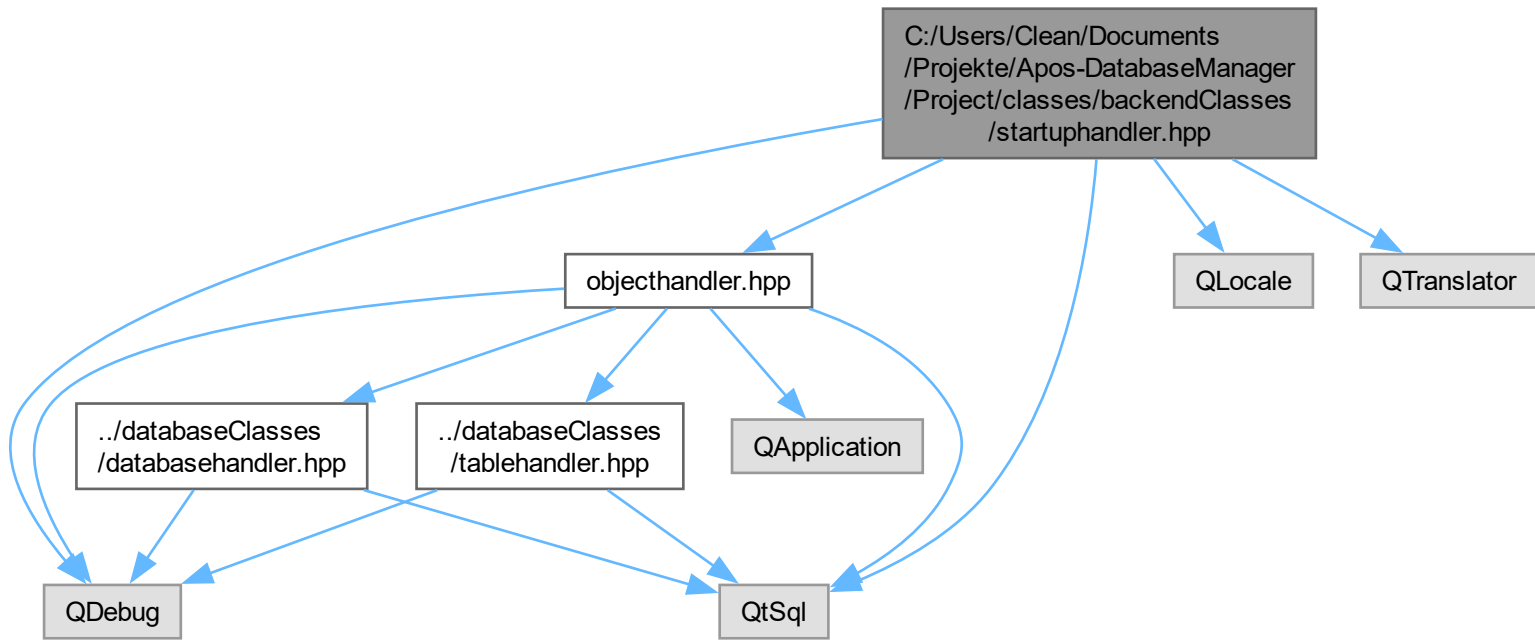 C:/Users/Clean/Documents
/Projekte/Apos-DatabaseManager
/Project/classes/backendClasses
/startuphandler.hpp
objecthandler.hpp
QLocale
QTranslator
../databaseClasses
/databasehandler.hpp
../databaseClasses
/tablehandler.hpp
QApplication
QDebug
QtSql